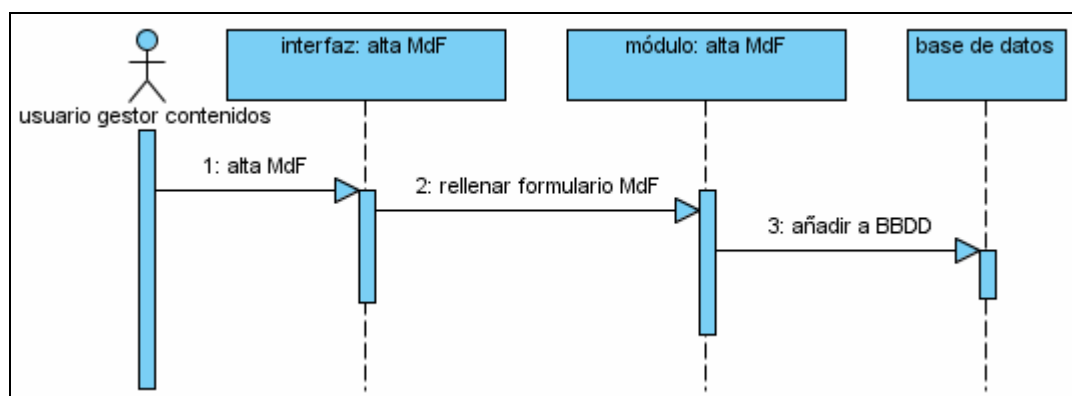 interfaz: alta MdF
módulo: alta MdF
base de datos
usuario gestor contenidos
1: alta MdF
2: rellenar formulario MdF
3: añadir a BBDD